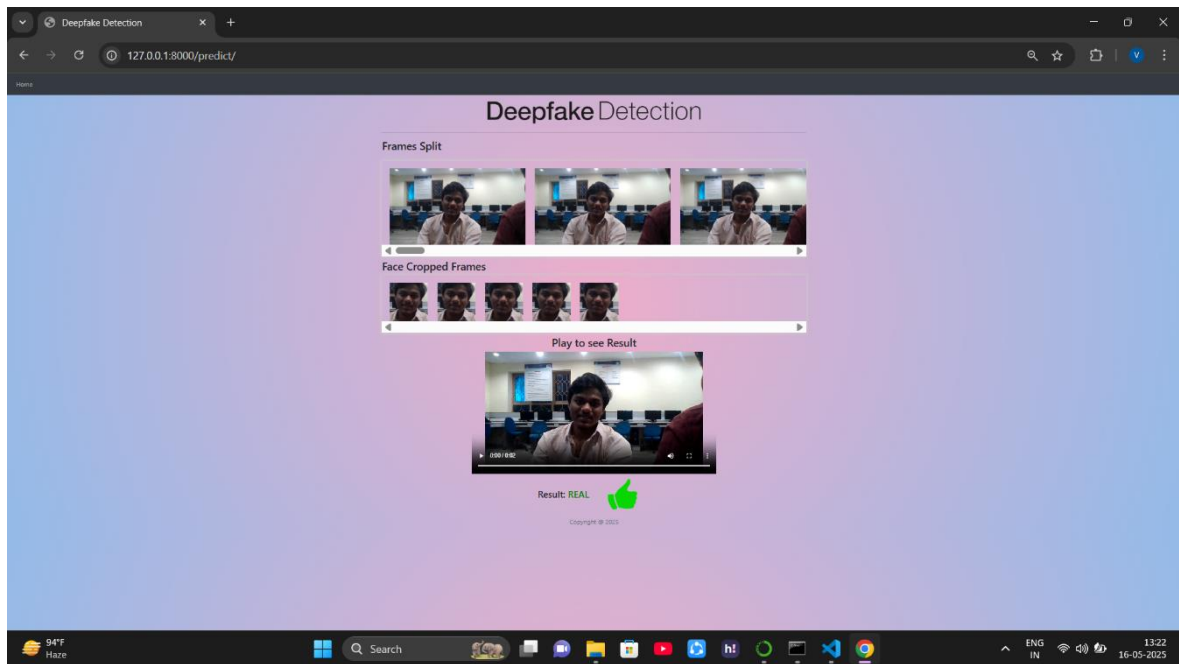 Deepfake Detection
127.0.0.1:8000/predict/
V
Home
Deepfake Detection
Frames Split
Face Cropped Frames
Play to see Result
0:00 / 0:02
Result: REAL
Copyright @ 2025
94°F
Haze
Search
h!
ENG
IN
13:22
16-05-2025